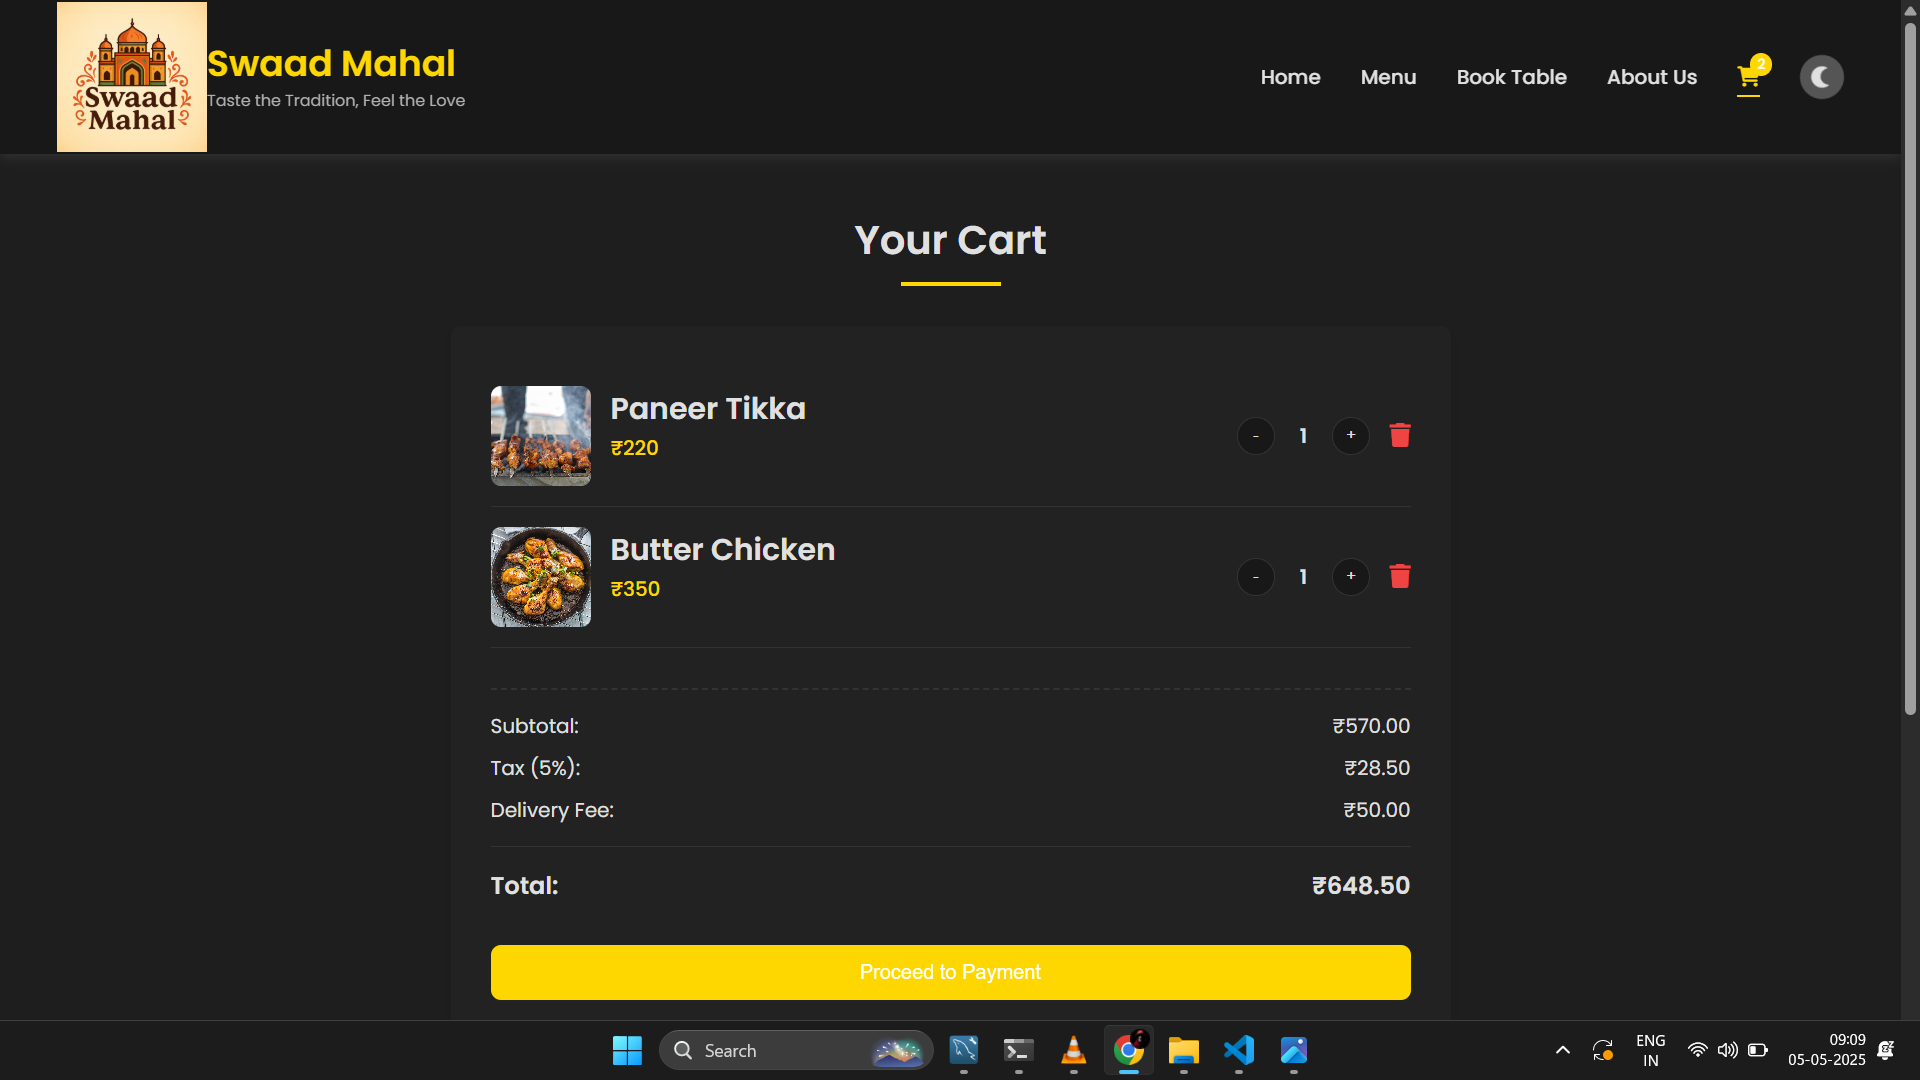 Swaad
Mahal
Swaad Mahal
Taste the Tradition, Feel the Love
Home
Menu
Book Table
About Us
2
Your Cart
Paneer Tikka
₹220
-
1
+
Butter Chicken
₹350
-
1
+
Subtotal:
₹570.00
Tax (5%):
₹28.50
Delivery Fee:
₹50.00
Total:
₹648.50
Proceed to Payment
Search
ENG
IN
09:09
05-05-2025